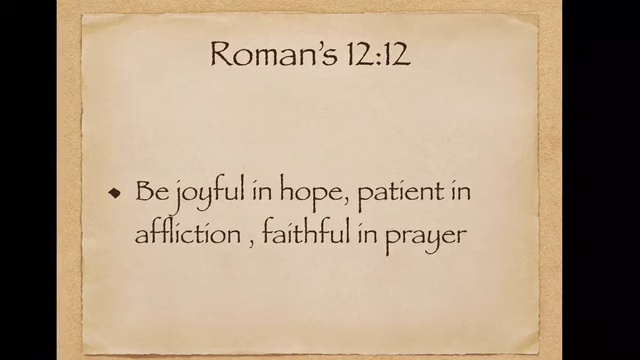 Roman's 12:12
Be joyful in hope, patient in
affliction , faithful in prayer